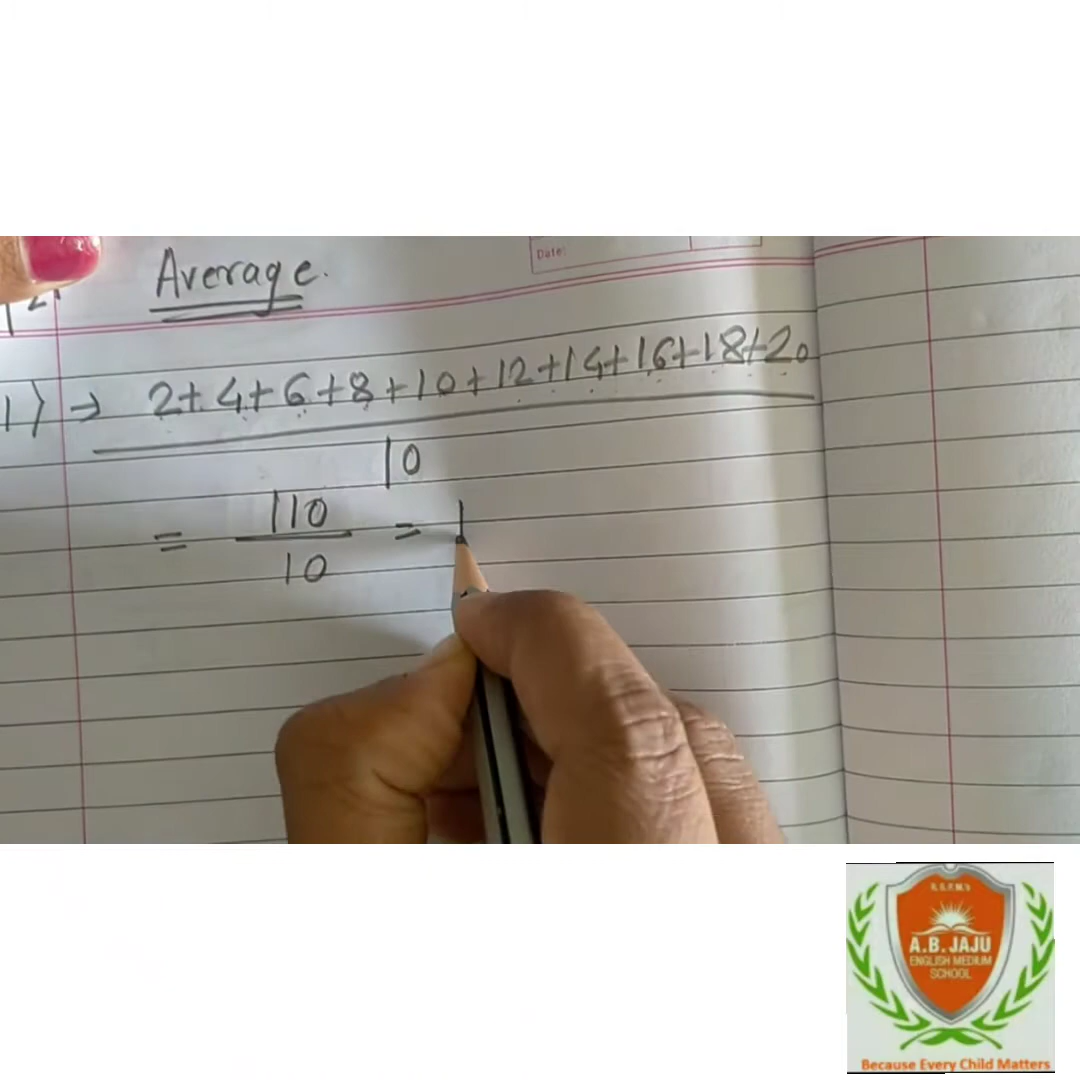 Date:
Average.
1) → 2+4+6+8+10+12+14+16+18+20
10
= 110 = 1
10
R.G.P.M.'s
A.B. JAJU
ENGLISH MEDIUM
SCHOOL
Because Every Child Matters